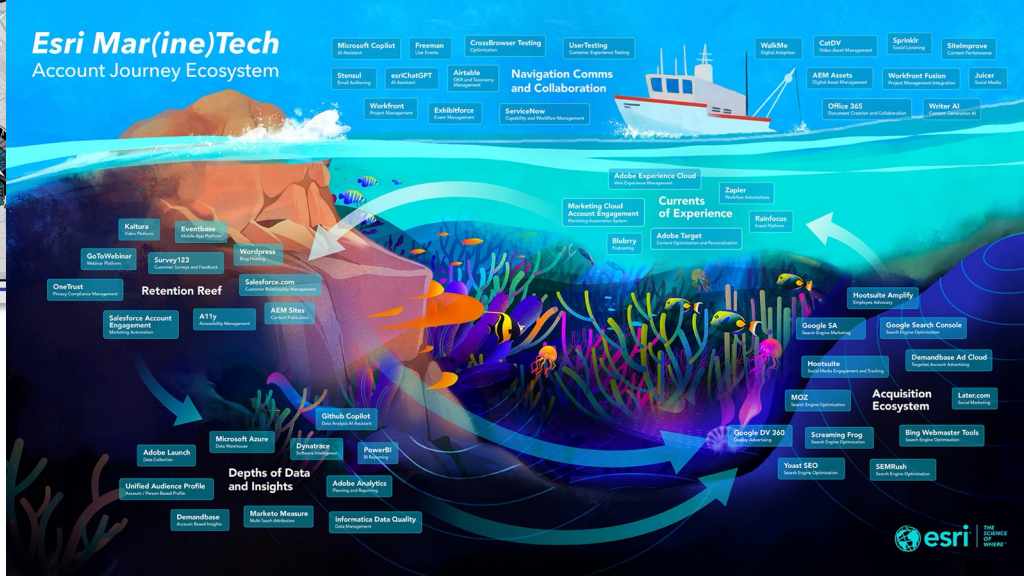 Esri Mar(ine)Tech
Account Journey Ecosystem
Microsoft Copilot
AI Assistant
Freeman
Live Events
CrossBrowser Testing
Optimization
UserTesting
Customer Experience Testing
Stensul
Email Authoring
esriChatGPT
AI Assistant
Airtable
OKR and Taxonomy
Management
Navigation Comms
and Collaboration
Workfront
Project Management
Exhibitforce
Event Management
ServiceNow
Capability and Workflow Management
WalkMe
Digital Adoption
CatDV
Video Asset Management
Sprinklr
Social Listening
SiteImprove
Content Performance
AEM Assets
Digital Asset Management
Workfront Fusion
Project Management Integration
Juicer
Social Media
Office 365
Document Creation and Collaboration
Writer AI
Content Generation AI
Adobe Experience Cloud
Web Experience Management
Zapier
Workflow Automations
Marketing Cloud
Account Engagement
Marketing Automation System
Currents
of Experience
Rainfocus
Event Platform
Blubrry
Podcasting
Adobe Target
Content Optimization and Personalization
Kaltura
Video Platform
Eventbase
Mobile App Platform
Wordpress
Blog Hosting
GoToWebinar
Webinar Platform
Survey123
Customer Surveys and Feedback
Salesforce.com
Customer Relationship Management
OneTrust
Privacy Compliance Management
Retention Reef
Salesforce Account
Engagement
Marketing Automation
A11y
Accessibility Management
AEM Sites
Content Publication
Hootsuite Amplify
Employee Advocacy
Google SA
Search Engine Marketing
Google Search Console
Search Engine Optimization
Hootsuite
Social Media Engagement and Tracking
Demandbase Ad Cloud
Targeted Account Advertising
MOZ
Search Engine Optimization
Acquisition
Ecosystem
Later.com
Social Marketing
Google DV 360
Display Advertising
Screaming Frog
Search Engine Optimization
Bing Webmaster Tools
Search Engine Optimization
Yoast SEO
Search Engine Optimization
SEMRush
Search Engine Optimization
Github Copilot
Data Analysis AI Assistant
Microsoft Azure
Data Warehouse
Dynatrace
Software Intelligence
PowerBI
BI Reporting
Adobe Launch
Data Collection
Depths of Data
and Insights
Unified Audience Profile
Account / Person Based Profile
Adobe Analytics
Planning and Reporting
Demandbase
Account Based Insights
Marketo Measure
Multi-Touch Attribution
Informatica Data Quality
Data Management
esri
THE
SCIENCE
OF
WHERE™